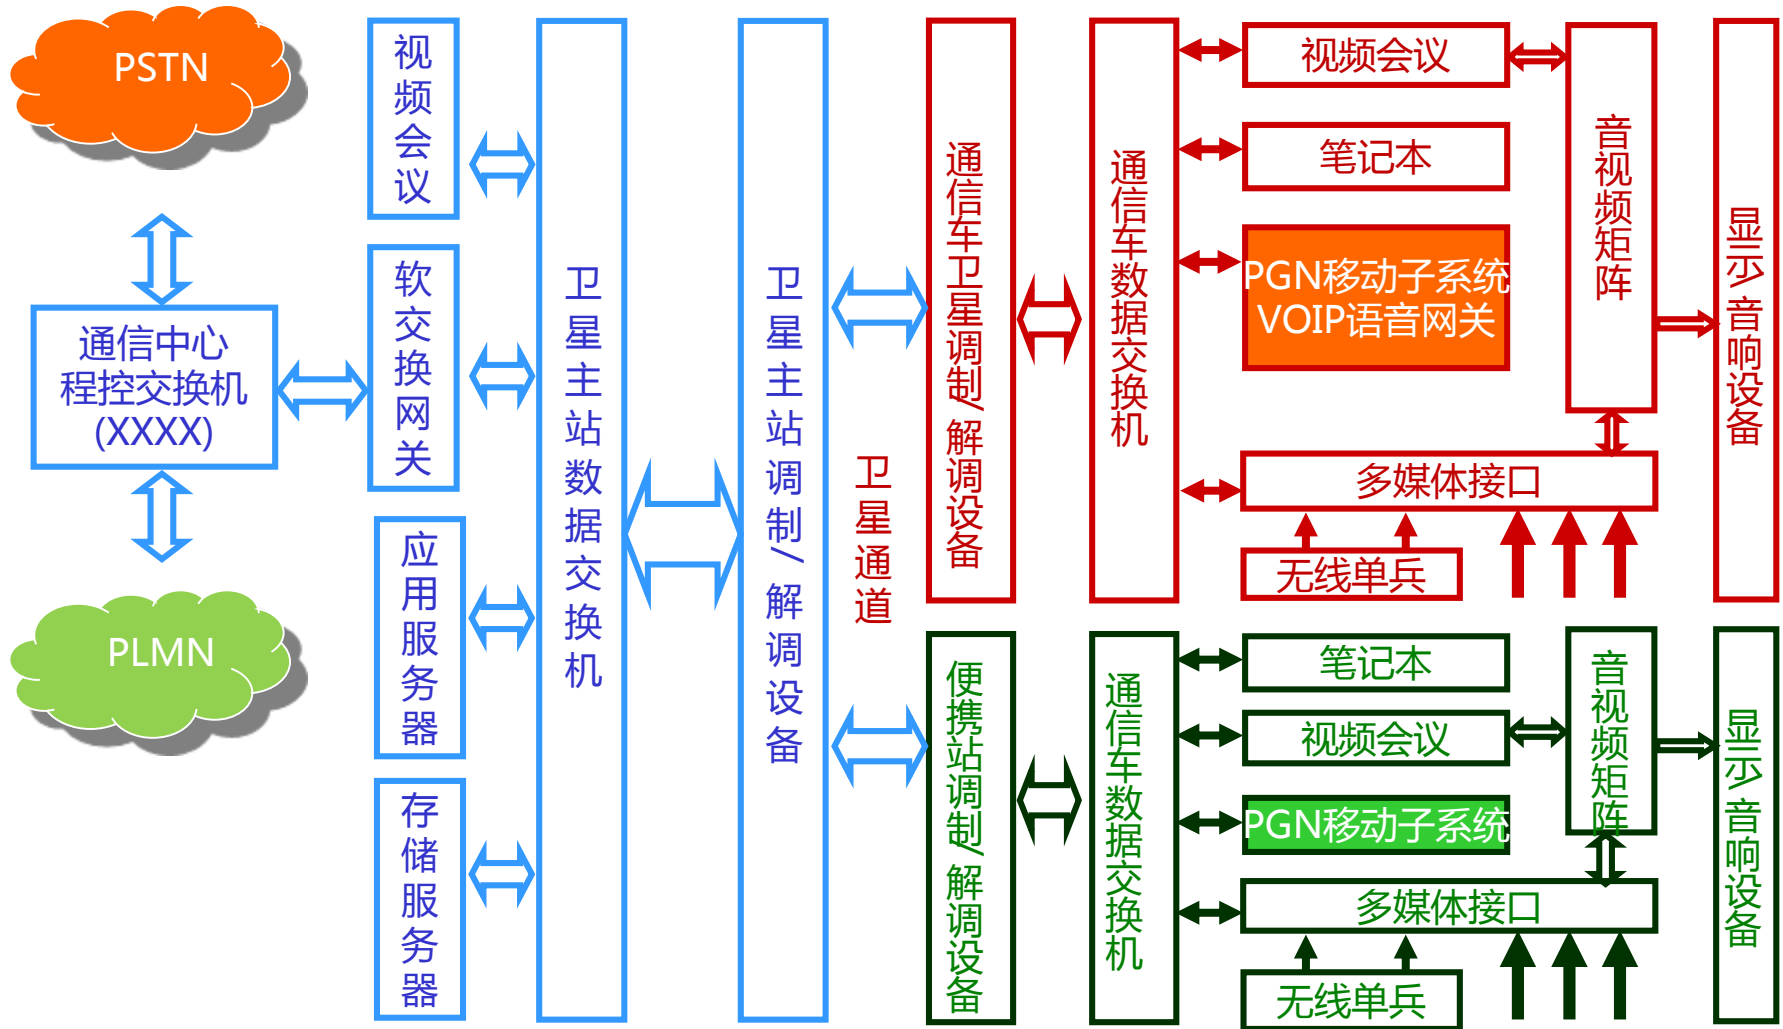 PSTN
通信中心
程控交换机
(XXXX)
PLMN
视频会议
软交换网关
应用服务器
存储服务器
卫星主站数据交换机
卫星主站调制/解调设备
卫星通道
通信车卫星调制/解调设备
通信车数据交换机
视频会议
笔记本
PGN移动子系统
VOIP语音网关
多媒体接口
无线单兵
音视频矩阵
显示/音响设备
便携站调制/解调设备
通信车数据交换机
笔记本
视频会议
PGN移动子系统
多媒体接口
无线单兵
音视频矩阵
显示/音响设备